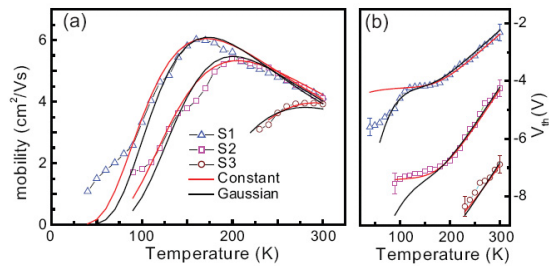 (a)
(b)
6
4
2
0
mobility (cm²/Vs)
S1
S2
S3
Constant
Gaussian
0 50 100 150 200 250 300
Temperature (K)
-2
-4
-6
-8
V_th(V)
100 200 300
Temperature (K)